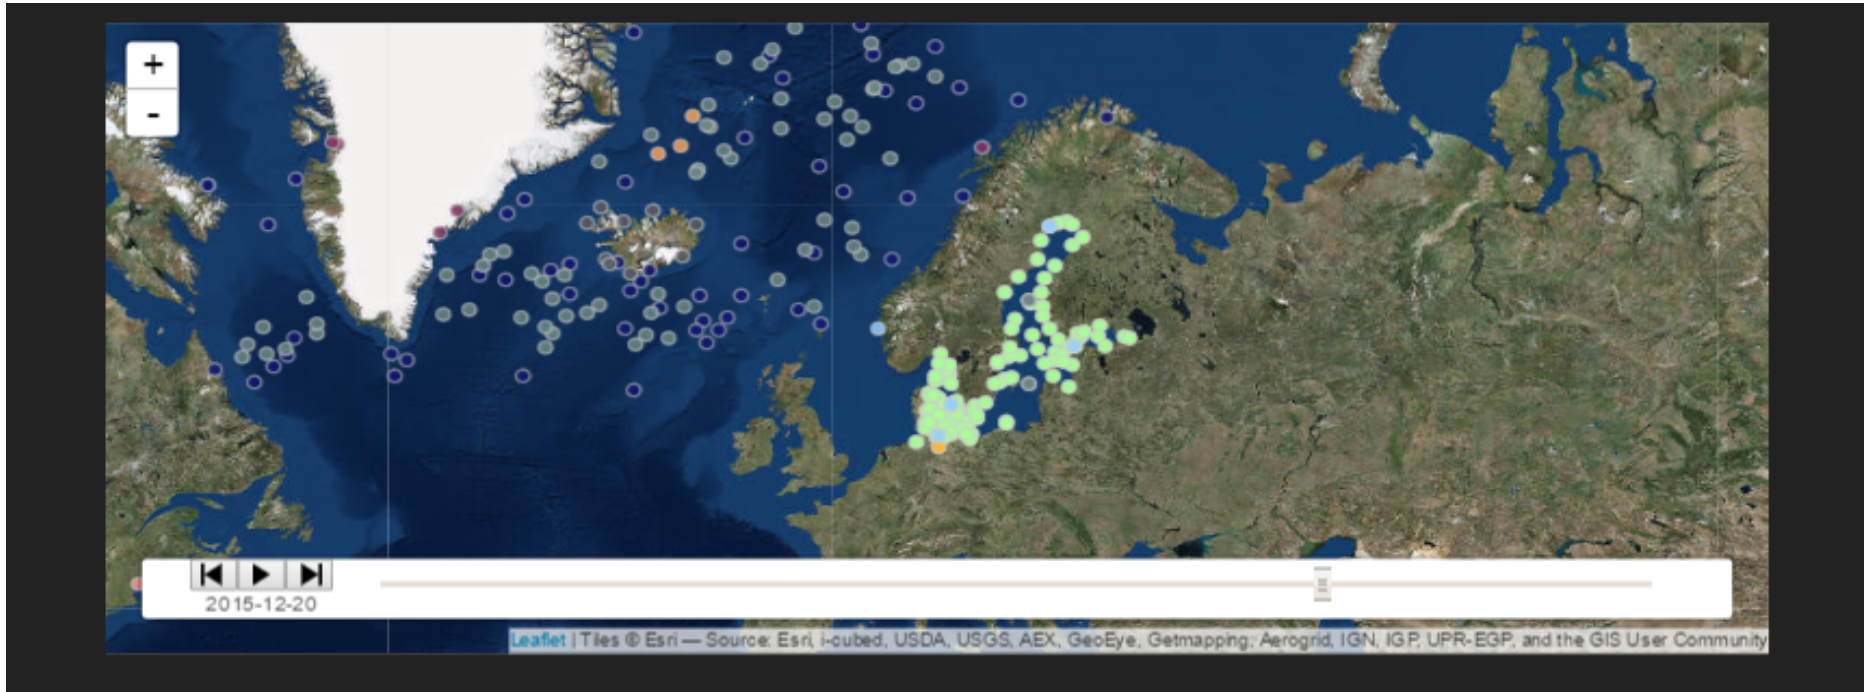 +
-
2015-12-20
Leaflet | Tiles © Esri — Source: Esri, i-cubed, USDA, USGS, AEX, GeoEye, Getmapping, Aerogrid, IGN, IGP, UPR-EGP, and the GIS User Community